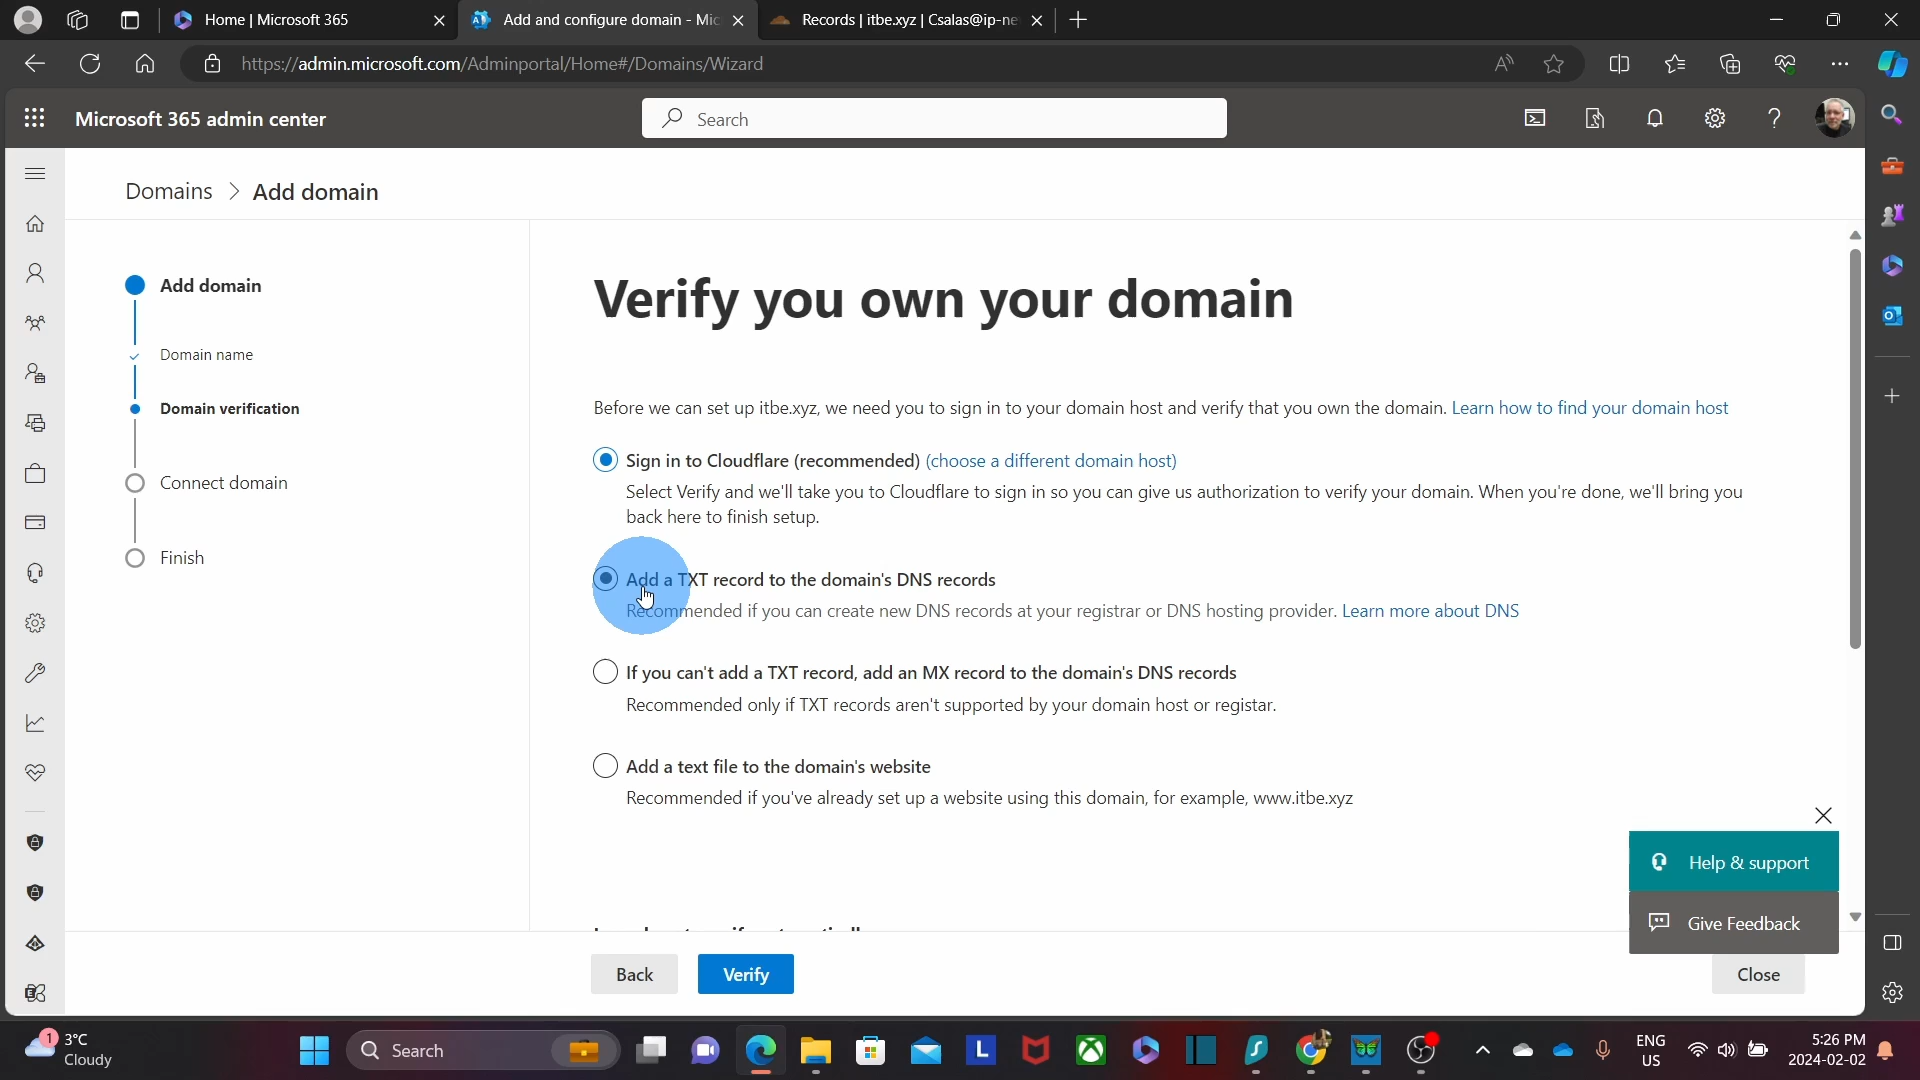 Home | Microsoft 365
Add and configure domain - Mic
Records | itbe.xyz | Csalas@ip-ne
https://admin.microsoft.com/Adminportal/Home#/Domains/Wizard
Microsoft 365 admin center
Search
Domains > Add domain
Add domain
Domain name
Domain verification
Connect domain
Finish
Verify you own your domain
Before we can set up itbe.xyz, we need you to sign in to your domain host and verify that you own the domain. Learn how to find your domain host
Sign in to Cloudflare (recommended) (choose a different domain host)
Select Verify and we'll take you to Cloudflare to sign in so you can give us authorization to verify your domain. When you're done, we'll bring you
back here to finish setup.
Add a TXT record to the domain's DNS records
Recommended if you can create new DNS records at your registrar or DNS hosting provider. Learn more about DNS
If you can't add a TXT record, add an MX record to the domain's DNS records
Recommended only if TXT records aren't supported by your domain host or registar.
Add a text file to the domain's website
Recommended if you've already set up a website using this domain, for example, www.itbe.xyz
Help & support
Give Feedback
Back
Verify
Close
1
3°C
Cloudy
Search
L
ENG
US
5:26 PM
2024-02-02